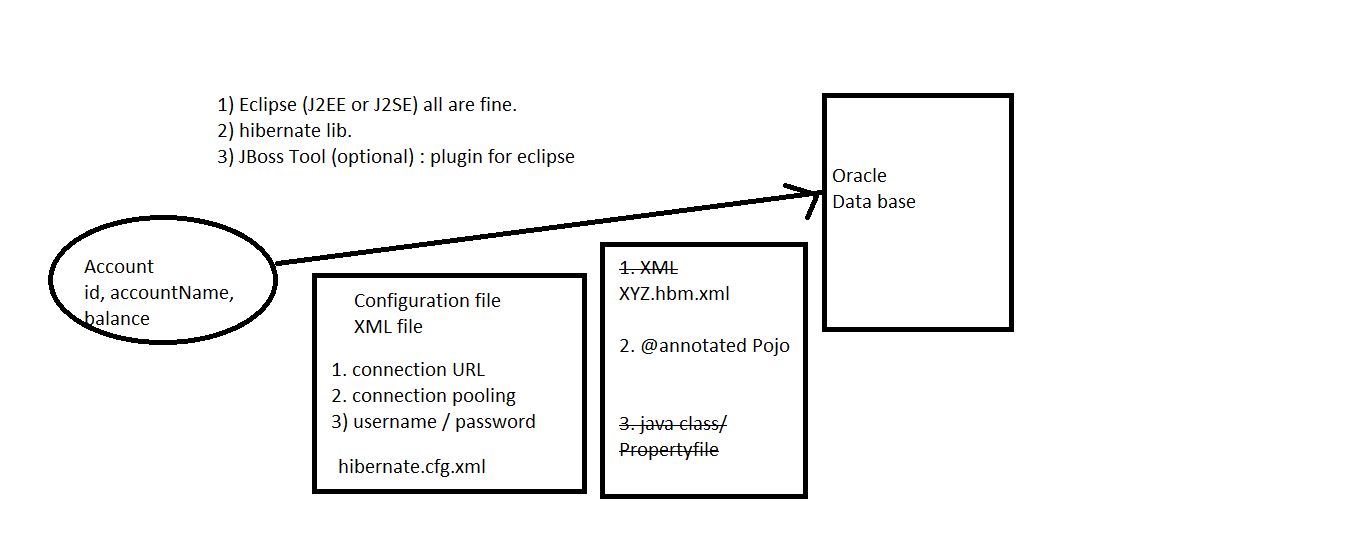 1) Eclipse (J2EE or J2SE) all are fine.
2) hibernate lib.
3) JBoss Tool (optional) : plugin for eclipse
Oracle
Data base
Account
id, accountName,
balance
Configuration file
XML file
1. connection URL
2. connection pooling
3) username / password
hibernate.cfg.xml
1. XML
XYZ.hbm.xml
2. @annotated Pojo
3. java class/
Propertyfile